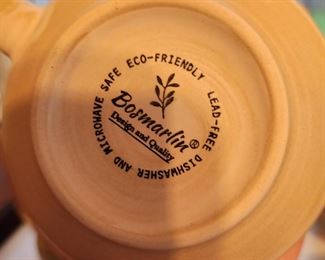 DISHWASHER AND MICROWAVE SAFE ECO-FRIENDLY LEAD-FREE
Bosmarlin®
Design and Quality